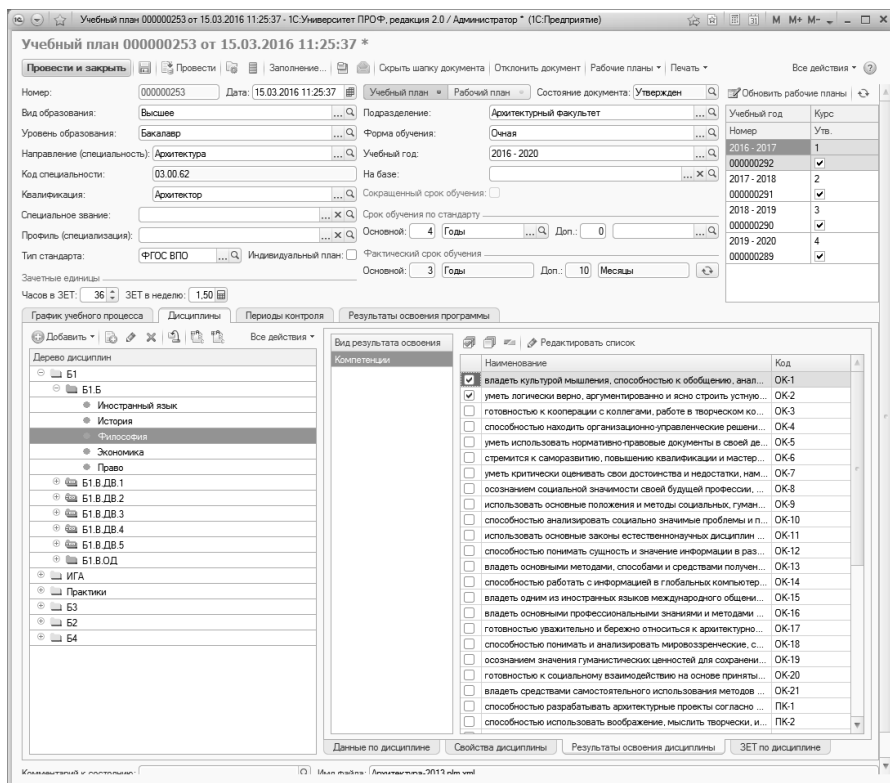 Учебный план 000000253 от 15.03.2016 11:25:37 - 1С:Университет ПРОФ, редакция 2.0 / Администратор * (1С:Предприятие) M M+ M-
Учебный план 000000253 от 15.03.2016 11:25:37 *
Провести и закрыть Провести Заполнение... Скрыть шапку документа Отклонить документ Рабочие планы Печать Все действия
Номер: 000000253 Дата: 15.03.2016 11:25:37 Учебный план Рабочий план Состояние документа: Утвержден Обновить рабочие планы
Вид образования: Высшее Подразделение: Архитектурный факультет Учебный год Курс
Уровень образования: Бакалавр Форма обучения: Очная Номер Утв.
Направление (специальность): Архитектура Учебный год: 2016 - 2020 2016 - 2017 1
000000292
Код специальности: 03.00.62 На базе: 2017 - 2018 2
Квалификация: Архитектор Сокращенный срок обучения: 000000291
Специальное звание: Срок обучения по стандарту 2018 - 2019 3
Профиль (специализация): Основной: 4 Годы Доп.: 0 000000290
2019 - 2020 4
Тип стандарта: ФГОС ВПО Индивидуальный план: Фактический срок обучения 000000289
Зачетные единицы Основной: 3 Годы Доп.: 10 Месяцы
Часов в ЗЕТ: 36 ЗЕТ в неделю: 1,50
График учебного процесса Дисциплины Периоды контроля Результаты освоения программы
Добавить Все действия Вид результата освоения Редактировать список
Дерево дисциплин Компетенции Наименование Код
Б1 владеть культурой мышления, способностью к обобщению, анал... ОК-1
Б1.Б уметь логически верно, аргументированно и ясно строить устную... ОК-2
Иностранный язык готовностью к кооперации с коллегами, работе в творческом ко... ОК-3
История способностью находить организационно-управленческие решени... ОК-4
Философия уметь использовать нормативно-правовые документы в своей де... ОК-5
Экономика стремится к саморазвитию, повышению квалификации и мастер... ОК-6
Право уметь критически оценивать свои достоинства и недостатки, нам... ОК-7
Б1.В.ДВ.1 осознанием социальной значимости своей будущей профессии, ... ОК-8
Б1.В.ДВ.2 использовать основные положения и методы социальных, гуман... ОК-9
Б1.В.ДВ.3 способностью анализировать социально значимые проблемы и п... ОК-10
Б1.В.ДВ.4 использовать основные законы естественнонаучных дисциплин ... ОК-11
Б1.В.ДВ.5 способностью понимать сущность и значение информации в раз... ОК-12
Б1.В.ОД владеть основными методами, способами и средствами получен... ОК-13
ИГА способностью работать с информацией в глобальных компьютер... ОК-14
Практики владеть одним из иностранных языков международного общени... ОК-15
Б3 владеть основными профессиональными знаниями и методами ... ОК-16
Б2 готовностью уважительно и бережно относиться к архитектурно... ОК-17
Б4 способностью понимать и анализировать мировоззренческие, с... ОК-18
осознанием значения гуманистических ценностей для сохранени... ОК-19
готовностью к социальному взаимодействию на основе приняты... ОК-20
владеть средствами самостоятельного использования методов ... ОК-21
способностью разрабатывать архитектурные проекты согласно ... ПК-1
способностью использовать воображение, мыслить творчески, и... ПК-2
Данные по дисциплине Свойства дисциплины Результаты освоения дисциплины ЗЕТ по дисциплине
Комментарий к состоянию: Имя файла: Архитектура-2013.plm.xml